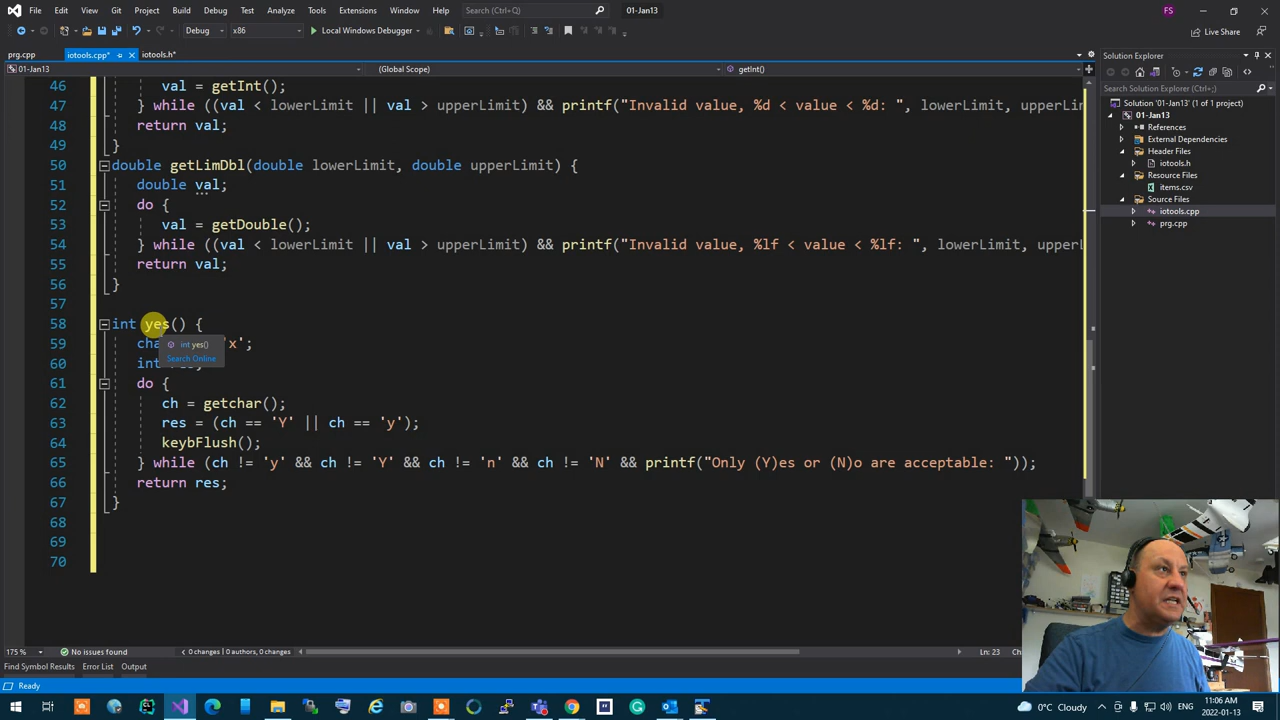 File Edit View Git Project Build Debug Test Analyze Tools Extensions Window Help Search (Ctrl+Q) 01-Jan13 FS
Debug x86 Local Windows Debugger Live Share
prg.cpp iotools.cpp* iotools.h*
01-Jan13 (Global Scope) getInt()
46 val = getInt();
47 } while ((val < lowerLimit || val > upperLimit) && printf("Invalid value, %d < value < %d: ", lowerLimit, upperLim
48 return val;
49 }
50 double getLimDbl(double lowerLimit, double upperLimit) {
51 double val;
52 do {
53 val = getDouble();
54 } while ((val < lowerLimit || val > upperLimit) && printf("Invalid value, %lf < value < %lf: ", lowerLimit, upperL
55 return val;
56 }
57
58 int yes() {
59 cha 'x';
int yes()
Search Online
60 int
61 do {
62 ch = getchar();
63 res = (ch == 'Y' || ch == 'y');
64 keybFlush();
65 } while (ch != 'y' && ch != 'Y' && ch != 'n' && ch != 'N' && printf("Only (Y)es or (N)o are acceptable: "));
66 return res;
67 }
68
69
70
175 % No issues found 0 changes | 0 authors, 0 changes Ln: 23 Ch
Find Symbol Results Error List Output
Ready
Solution Explorer
Search Solution Explorer (Ctrl+;)
Solution '01-Jan13' (1 of 1 project)
01-Jan13
References
External Dependencies
Header Files
iotools.h
Resource Files
items.csv
Source Files
iotools.cpp
prg.cpp
0°C Cloudy 11:06 AM
2022-01-13